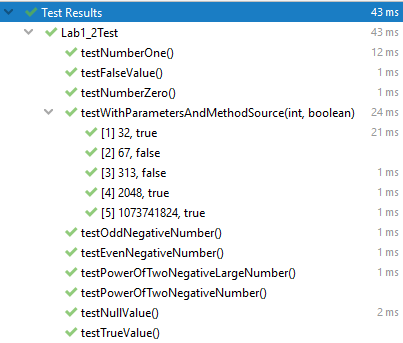 Test Results 43 ms
Lab1_2Test 43 ms
testNumberOne() 12 ms
testFalseValue() 1 ms
testNumberZero() 1 ms
testWithParametersAndMethodSource(int, boolean) 24 ms
[1] 32, true 21 ms
[2] 67, false
[3] 313, false 1 ms
[4] 2048, true 1 ms
[5] 1073741824, true 1 ms
testOddNegativeNumber() 1 ms
testEvenNegativeNumber() 1 ms
testPowerOfTwoNegativeLargeNumber() 1 ms
testPowerOfTwoNegativeNumber()
testNullValue() 2 ms
testTrueValue()